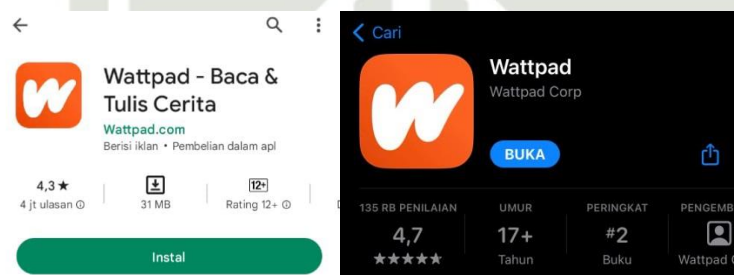 Wattpad - Baca &
Tulis Cerita
Wattpad.com
Berisi iklan • Pembelian dalam apl
4,3★
4 jt ulasan
31 MB
12+
Rating 12+
Instal
Cari
Wattpad
Wattpad Corp
BUKA
135 RB PENILAIAN
4,7
UMUR
17+
Tahun
PERINGKAT
#2
Buku
PENGEMB
Wattpad